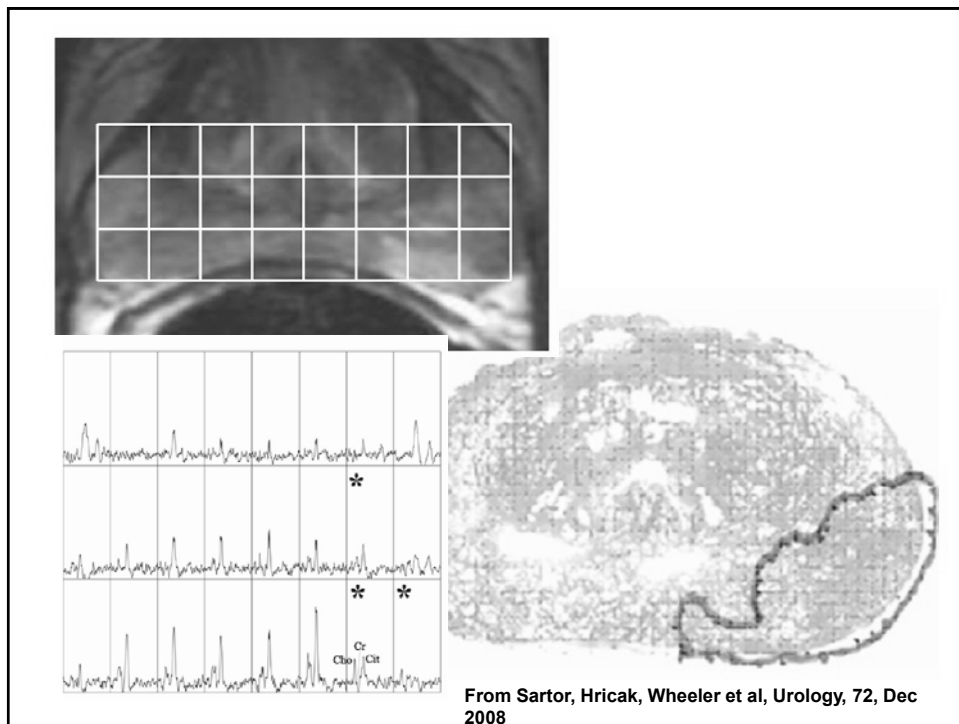 *
* *
Cr
Cho Cit
From Sartor, Hricak, Wheeler et al, Urology, 72, Dec
2008